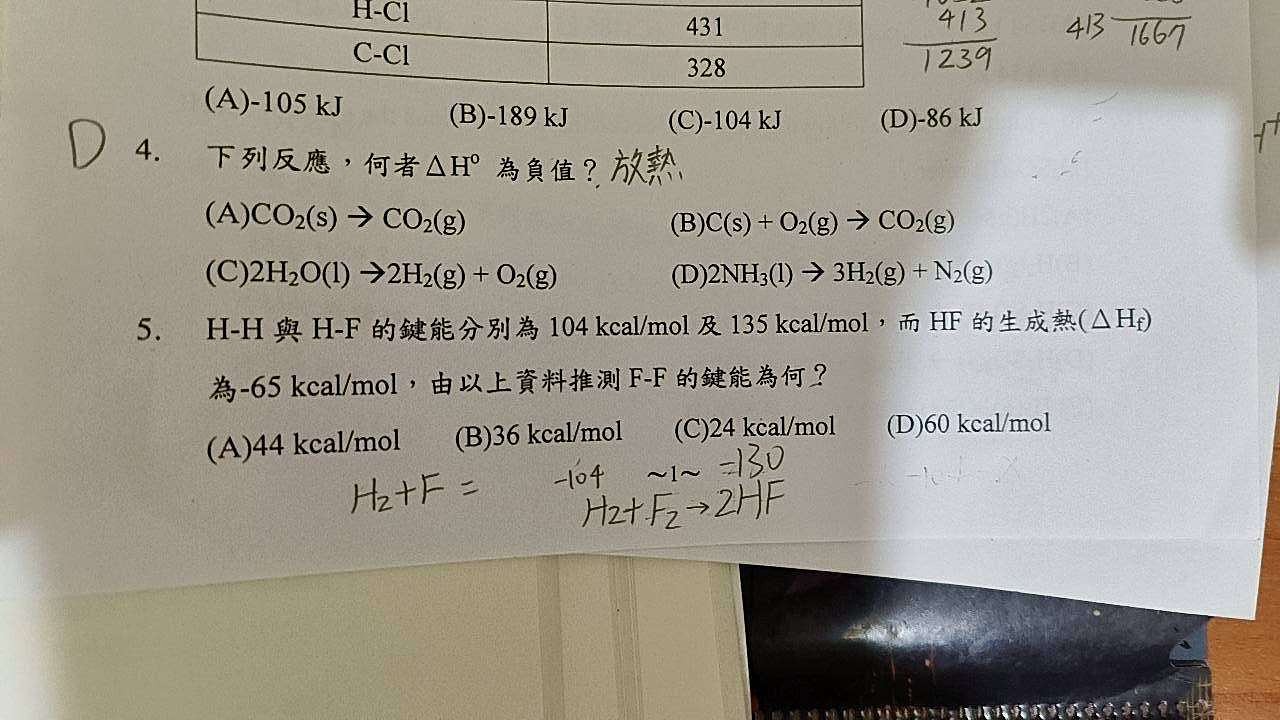 H-Cl 431
C-Cl 328
413
1239
413 1667
(A)-105 kJ (B)-189 kJ (C)-104 kJ (D)-86 kJ
D 4. 下列反應，何者ΔH° 為負值？放熱
(A)CO₂(s) → CO₂(g) (B)C(s) + O₂(g) → CO₂(g)
(C)2H₂O(l) →2H₂(g) + O₂(g) (D)2NH₃(l) → 3H₂(g) + N₂(g)
5. H-H 與 H-F 的鍵能分別為 104 kcal/mol 及 135 kcal/mol，而 HF 的生成熱(ΔHf)
為-65 kcal/mol，由以上資料推測 F-F 的鍵能為何？
(A)44 kcal/mol (B)36 kcal/mol (C)24 kcal/mol (D)60 kcal/mol
-104 ~1~ =130
H₂+F = H₂+F₂→2HF